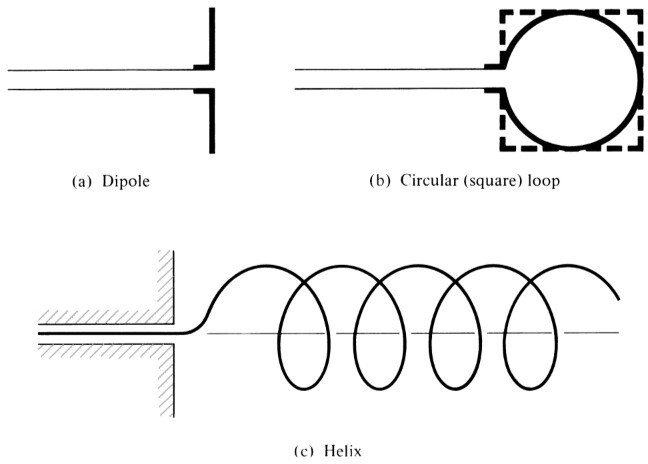 (a) Dipole
(b) Circular (square) loop
(c) Helix